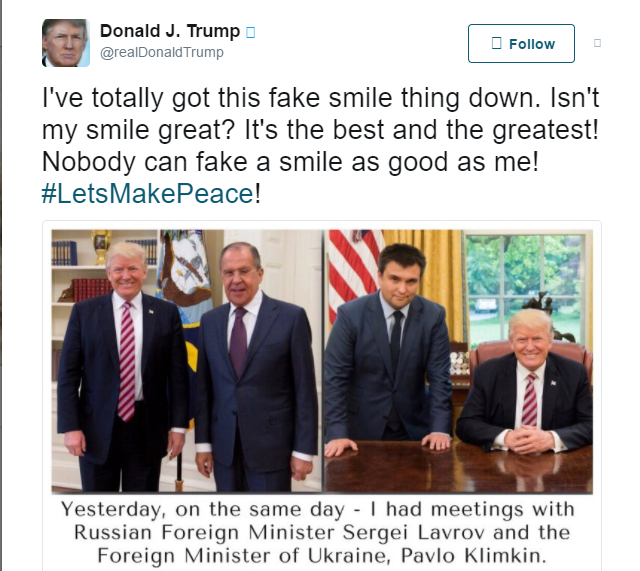 Donald J. Trump
@realDonaldTrump
Follow
I've totally got this fake smile thing down. Isn't
my smile great? It's the best and the greatest!
Nobody can fake a smile as good as me!
#LetsMakePeace!
Yesterday, on the same day - I had meetings with
Russian Foreign Minister Sergei Lavrov and the
Foreign Minister of Ukraine, Pavlo Klimkin.